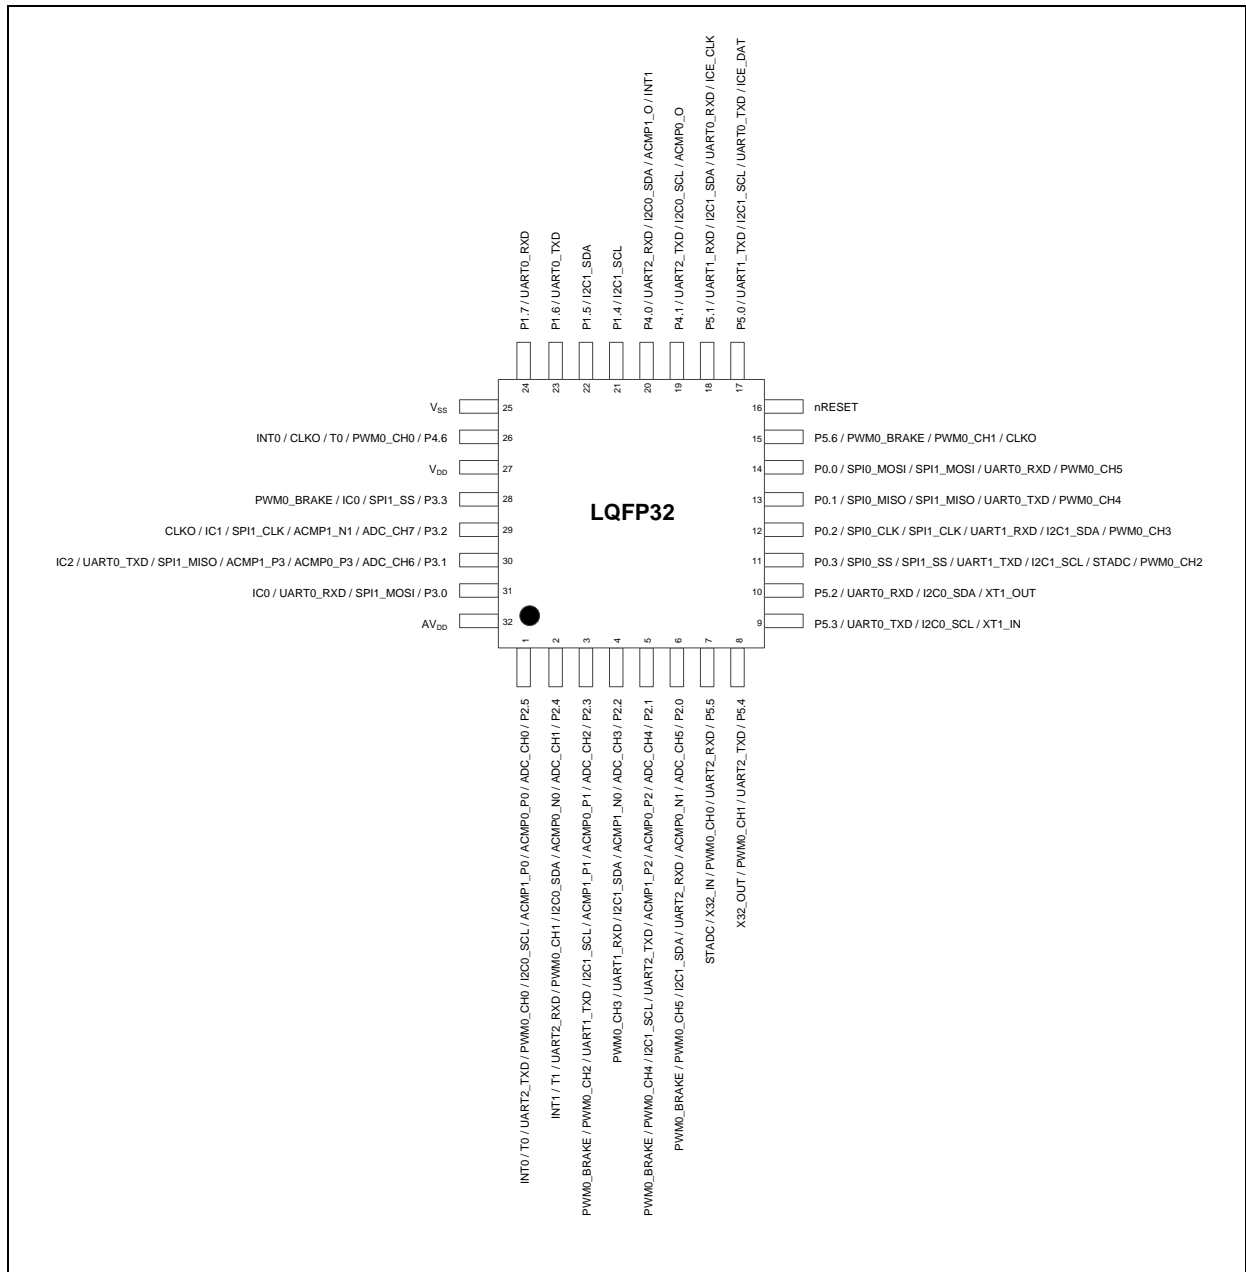 P1.7 / UART0_RXD
P1.6 / UART0_TXD
P1.5 / I2C1_SDA
P1.4 / I2C1_SCL
P4.0 / UART2_RXD / I2C0_SDA / ACMP1_O / INT1
P4.1 / UART2_TXD / I2C0_SCL / ACMP0_O
P5.1 / UART1_RXD / I2C1_SDA / UART0_RXD / ICE_CLK
P5.0 / UART1_TXD / I2C1_SCL / UART0_TXD / ICE_DAT
24
23
22
21
20
19
18
17
VSS 25
INT0 / CLKO / T0 / PWM0_CH0 / P4.6 26
VDD 27
PWM0_BRAKE / IC0 / SPI1_SS / P3.3 28
CLKO / IC1 / SPI1_CLK / ACMP1_N1 / ADC_CH7 / P3.2 29
IC2 / UART0_TXD / SPI1_MISO / ACMP1_P3 / ACMP0_P3 / ADC_CH6 / P3.1 30
IC0 / UART0_RXD / SPI1_MOSI / P3.0 31
AVDD 32
LQFP32
16 nRESET
15 P5.6 / PWM0_BRAKE / PWM0_CH1 / CLKO
14 P0.0 / SPI0_MOSI / SPI1_MOSI / UART0_RXD / PWM0_CH5
13 P0.1 / SPI0_MISO / SPI1_MISO / UART0_TXD / PWM0_CH4
12 P0.2 / SPI0_CLK / SPI1_CLK / UART1_RXD / I2C1_SDA / PWM0_CH3
11 P0.3 / SPI0_SS / SPI1_SS / UART1_TXD / I2C1_SCL / STADC / PWM0_CH2
10 P5.2 / UART0_RXD / I2C0_SDA / XT1_OUT
9 P5.3 / UART0_TXD / I2C0_SCL / XT1_IN
1
2
3
4
5
6
7
8
INT0 / T0 / UART2_TXD / PWM0_CH0 / I2C0_SCL / ACMP1_P0 / ACMP0_P0 / ADC_CH0 / P2.5
INT1 / T1 / UART2_RXD / PWM0_CH1 / I2C0_SDA / ACMP0_N0 / ADC_CH1 / P2.4
PWM0_BRAKE / PWM0_CH2 / UART1_TXD / I2C1_SCL / ACMP1_P1 / ACMP0_P1 / ADC_CH2 / P2.3
PWM0_CH3 / UART1_RXD / I2C1_SDA / ACMP1_N0 / ADC_CH3 / P2.2
PWM0_BRAKE / PWM0_CH4 / I2C1_SCL / UART2_TXD / ACMP1_P2 / ACMP0_P2 / ADC_CH4 / P2.1
PWM0_BRAKE / PWM0_CH5 / I2C1_SDA / UART2_RXD / ACMP0_N1 / ADC_CH5 / P2.0
STADC / X32_IN / PWM0_CH0 / UART2_RXD / P5.5
X32_OUT / PWM0_CH1 / UART2_TXD / P5.4